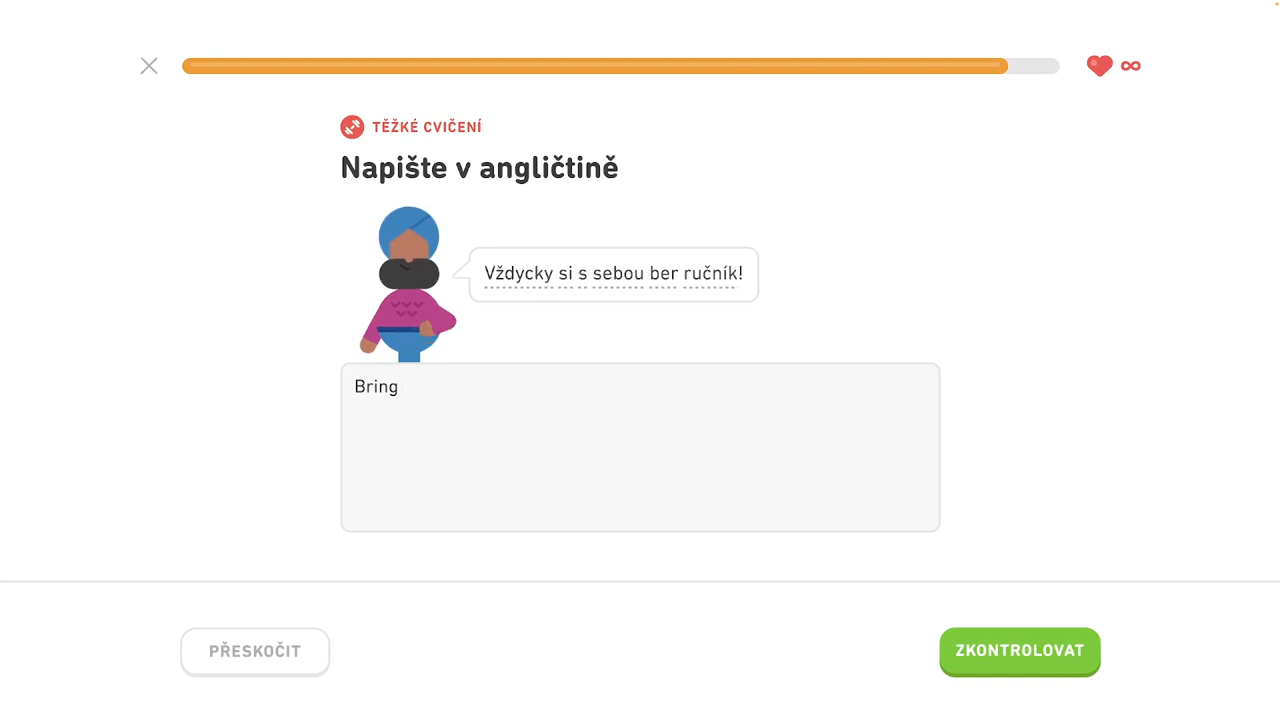 ∞
TĚŽKÉ CVIČENÍ
Napište v angličtině
Vždycky si s sebou ber ručník!
Bring
PŘESKOČIT
ZKONTROLOVAT